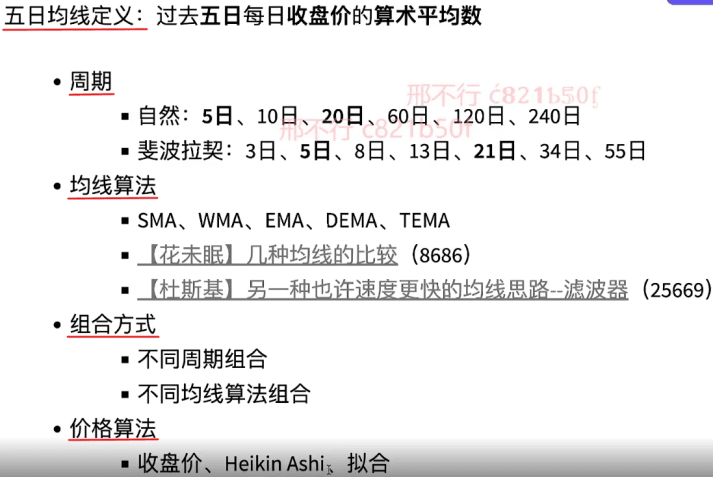 五日均线定义：过去五日每日收盘价的算术平均数
• 周期
邢不行 c821b50f
▪ 自然：5日、10日、20日、60日、120日、240日
邢不行 c821b50f
▪ 斐波拉契：3日、5日、8日、13日、21日、34日、55日
• 均线算法
▪ SMA、WMA、EMA、DEMA、TEMA
▪ 【花未眠】几种均线的比较（8686）
▪ 【杜斯基】另一种也许速度更快的均线思路--滤波器（25669）
• 组合方式
▪ 不同周期组合
▪ 不同均线算法组合
• 价格算法
▪ 收盘价、Heikin Ashi、拟合